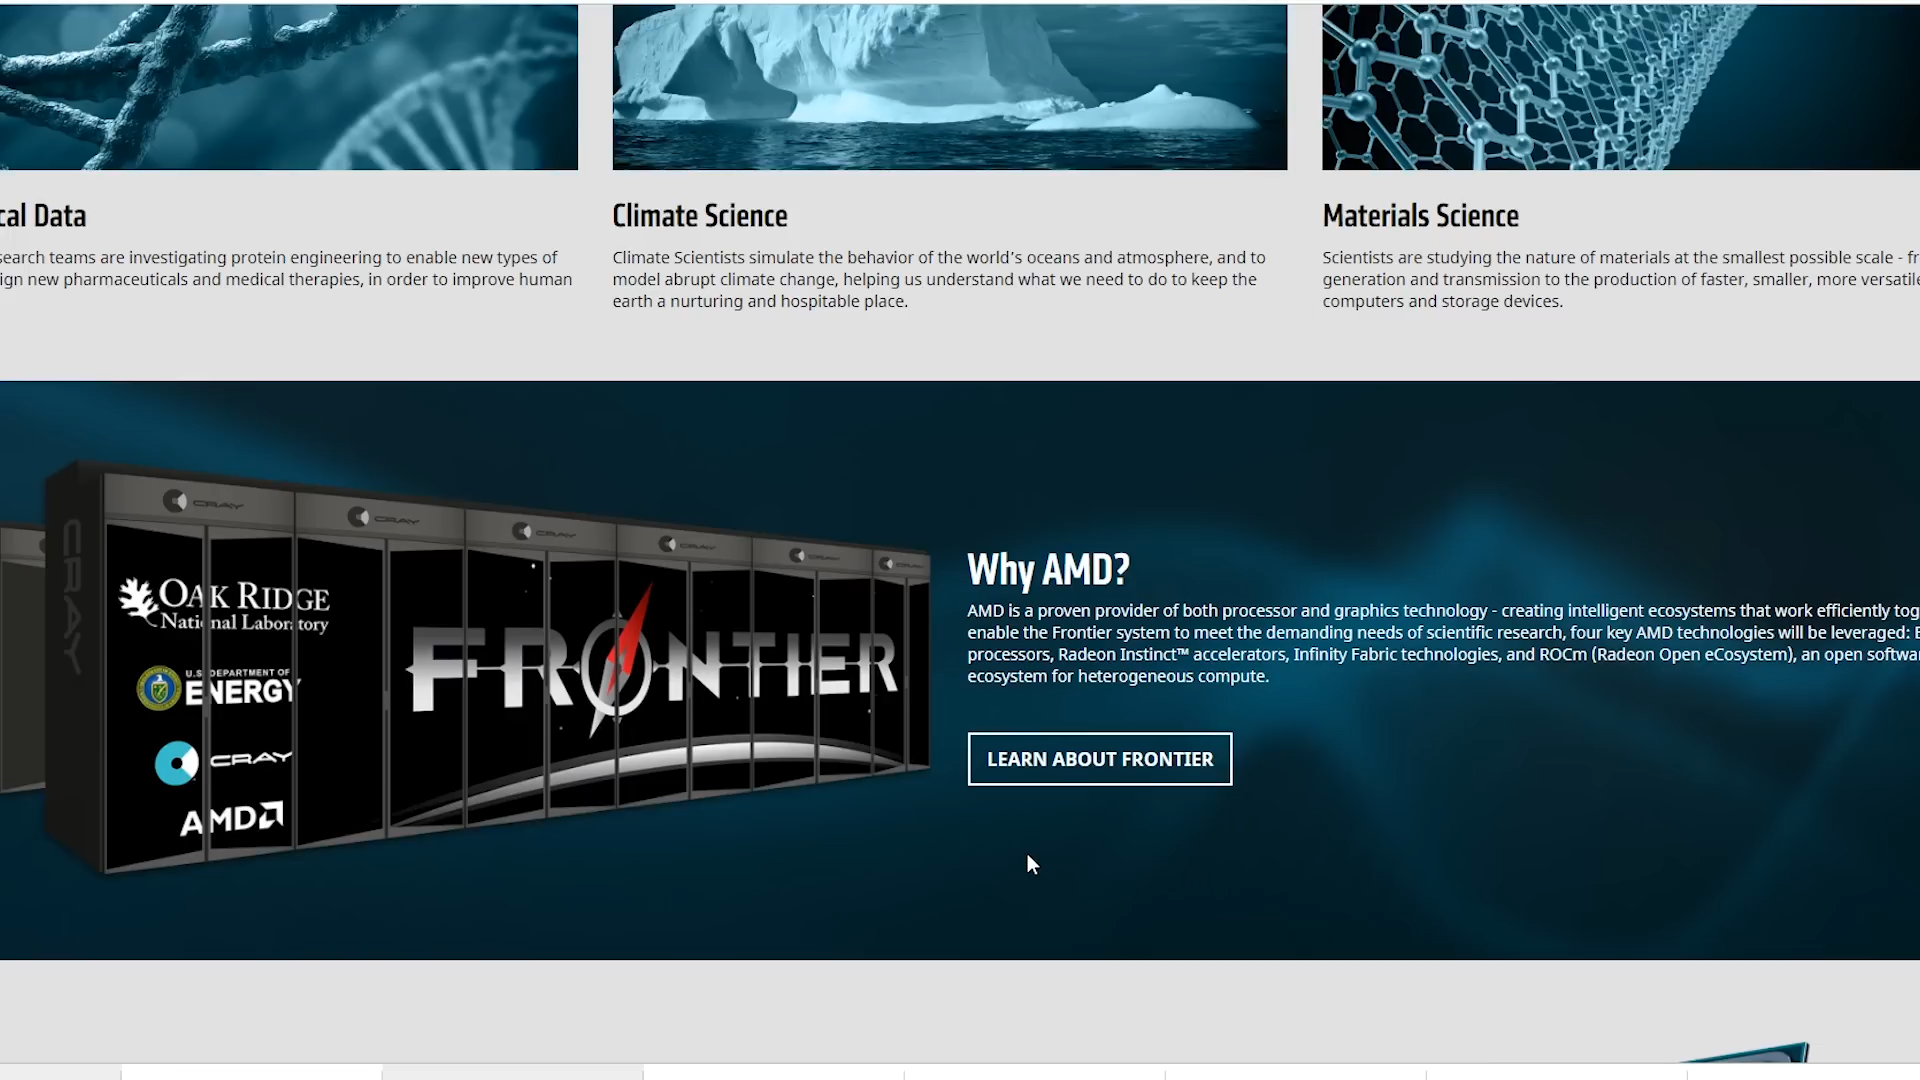 cal Data
search teams are investigating protein engineering to enable new types of
ign new pharmaceuticals and medical therapies, in order to improve human
Climate Science
Climate Scientists simulate the behavior of the world's oceans and atmosphere, and to
model abrupt climate change, helping us understand what we need to do to keep the
earth a nurturing and hospitable place.
Materials Science
Scientists are studying the nature of materials at the smallest possible scale - fr
generation and transmission to the production of faster, smaller, more versatile
computers and storage devices.
CRAY
CRAY
CRAY
CRAY
CRAY
CRAY
CRAY
OAK RIDGE
National Laboratory
U.S. DEPARTMENT OF
ENERGY
CRAY
AMD
FRONTIER
Why AMD?
AMD is a proven provider of both processor and graphics technology - creating intelligent ecosystems that work efficiently tog
enable the Frontier system to meet the demanding needs of scientific research, four key AMD technologies will be leveraged: E
processors, Radeon Instinct™ accelerators, Infinity Fabric technologies, and ROCm (Radeon Open eCosystem), an open softwar
ecosystem for heterogeneous compute.
LEARN ABOUT FRONTIER